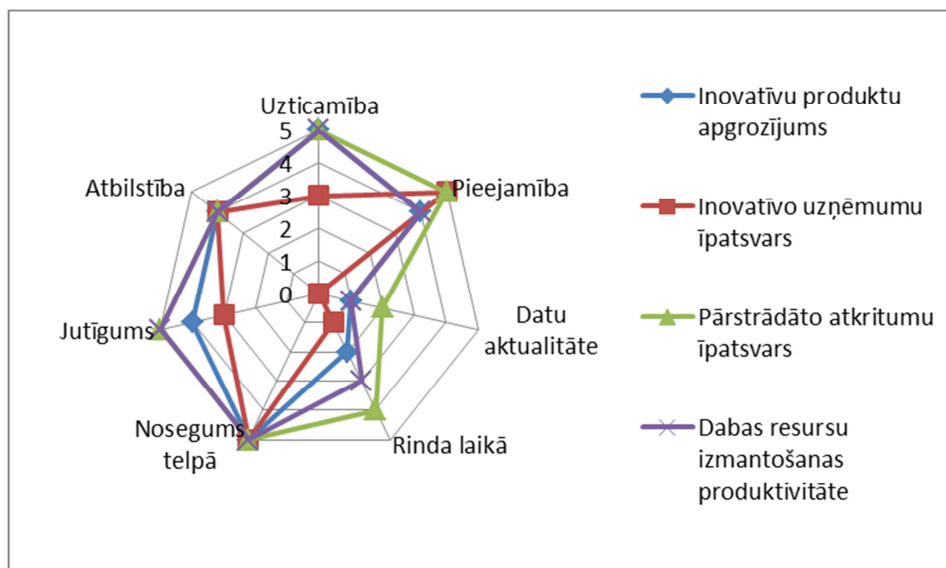 Uzticamība
5
4
3
2
1
0
Pieejamība
Datu
aktualitāte
Rinda laikā
Nosegums
telpā
Jutīgums
Atbilstība
Inovatīvu produktu
apgrozījums
Inovatīvo uzņēmumu
īpatsvars
Pārstrādāto atkritumu
īpatsvars
Dabas resursu
izmantošanas
produktivitāte